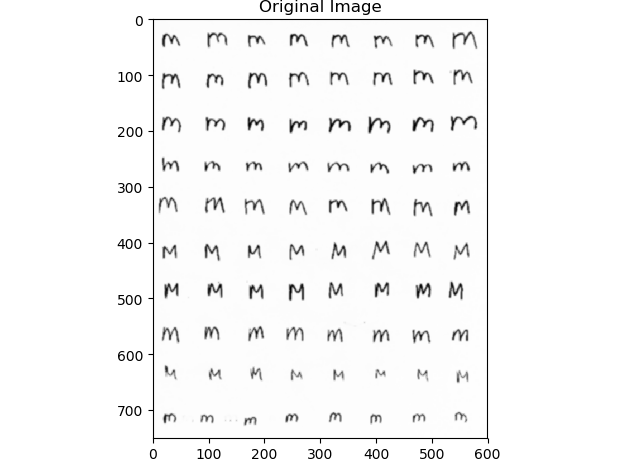 Original Image
0
m m m m m m m m
100 m m m m m m m m
200 m m m m m m m m
m m m m m m m m
300
m m m m m m m m
400 M M M M M M M M
500 M M M M M M M M
m m m m m m m m
600
M M M M M M M M
700 m m m m m m m m
0 100 200 300 400 500 600